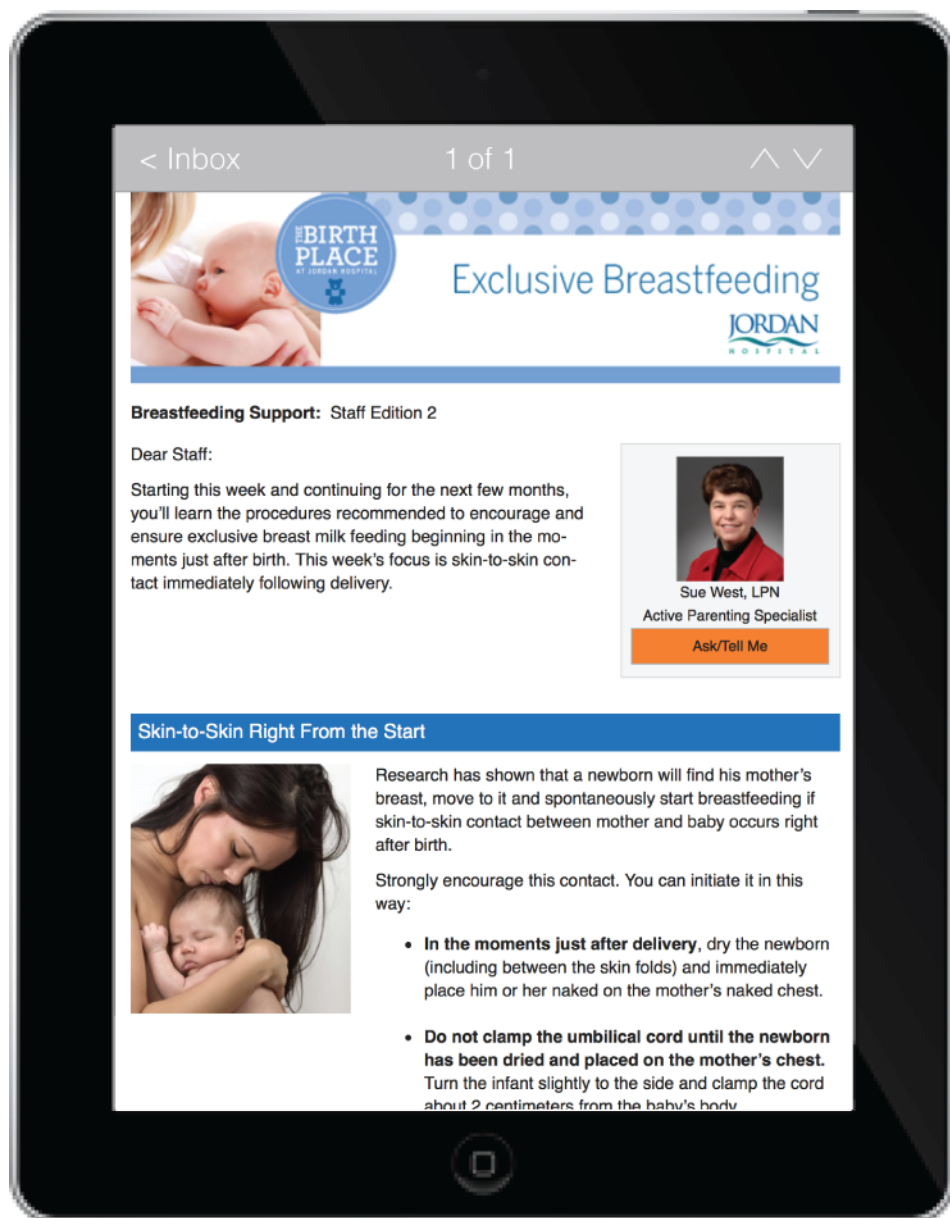 < Inbox
1 of 1
THE BIRTH
PLACE
AT JORDAN HOSPITAL
Exclusive Breastfeeding
JORDAN
HOSPITAL
Breastfeeding Support: Staff Edition 2
Dear Staff:
Starting this week and continuing for the next few months,
you'll learn the procedures recommended to encourage and
ensure exclusive breast milk feeding beginning in the mo-
ments just after birth. This week's focus is skin-to-skin con-
tact immediately following delivery.
Sue West, LPN
Active Parenting Specialist
Ask/Tell Me
Skin-to-Skin Right From the Start
Research has shown that a newborn will find his mother's
breast, move to it and spontaneously start breastfeeding if
skin-to-skin contact between mother and baby occurs right
after birth.
Strongly encourage this contact. You can initiate it in this
way:
• In the moments just after delivery, dry the newborn
(including between the skin folds) and immediately
place him or her naked on the mother's naked chest.
• Do not clamp the umbilical cord until the newborn
has been dried and placed on the mother's chest.
Turn the infant slightly to the side and clamp the cord
about 2 centimeters from the baby's body